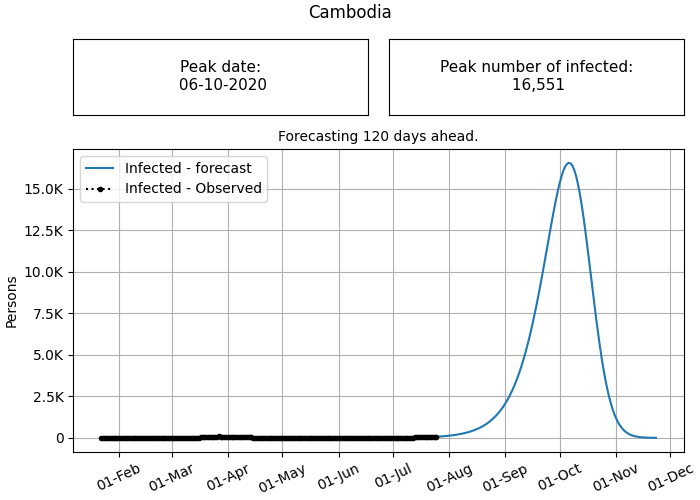 Cambodia
Peak date:
06-10-2020
Peak number of infected:
16,551
Forecasting 120 days ahead.
Infected - forecast
Infected - Observed
Persons
15.0K
12.5K
10.0K
7.5K
5.0K
2.5K
0
01-Feb
01-Mar
01-Apr
01-May
01-Jun
01-Jul
01-Aug
01-Sep
01-Oct
01-Nov
01-Dec